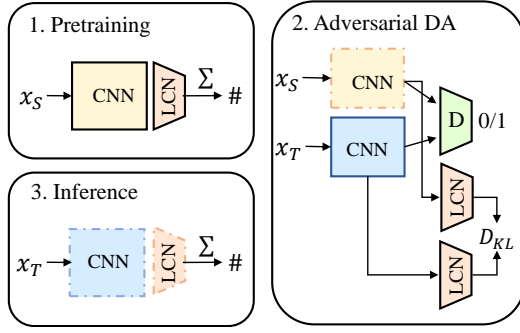 1. Pretraining
x_S CNN LCN Σ #
3. Inference
x_T CNN LCN Σ #
2. Adversarial DA
x_S CNN
D 0/1
x_T CNN
LCN
D_KL
LCN